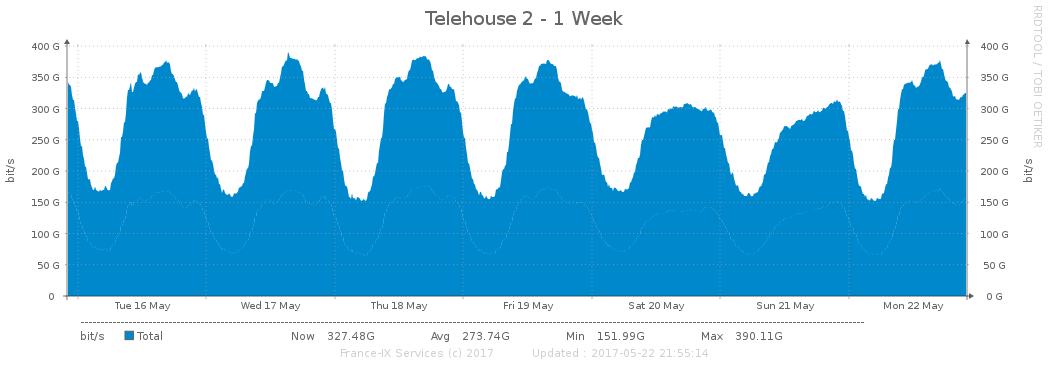 Telehouse 2 - 1 Week
RRDTOOL / TOBI OETIKER
400 G 400 G
350 G 350 G
300 G 300 G
250 G 250 G
200 G 200 G
150 G 150 G
100 G 100 G
50 G 50 G
0 0 G
bit/s bit/s
Tue 16 May Wed 17 May Thu 18 May Fri 19 May Sat 20 May Sun 21 May Mon 22 May
bit/s Total Now 327.48G Avg 273.74G Min 151.99G Max 390.11G
France-IX Services (c) 2017 Updated : 2017-05-22 21:55:14